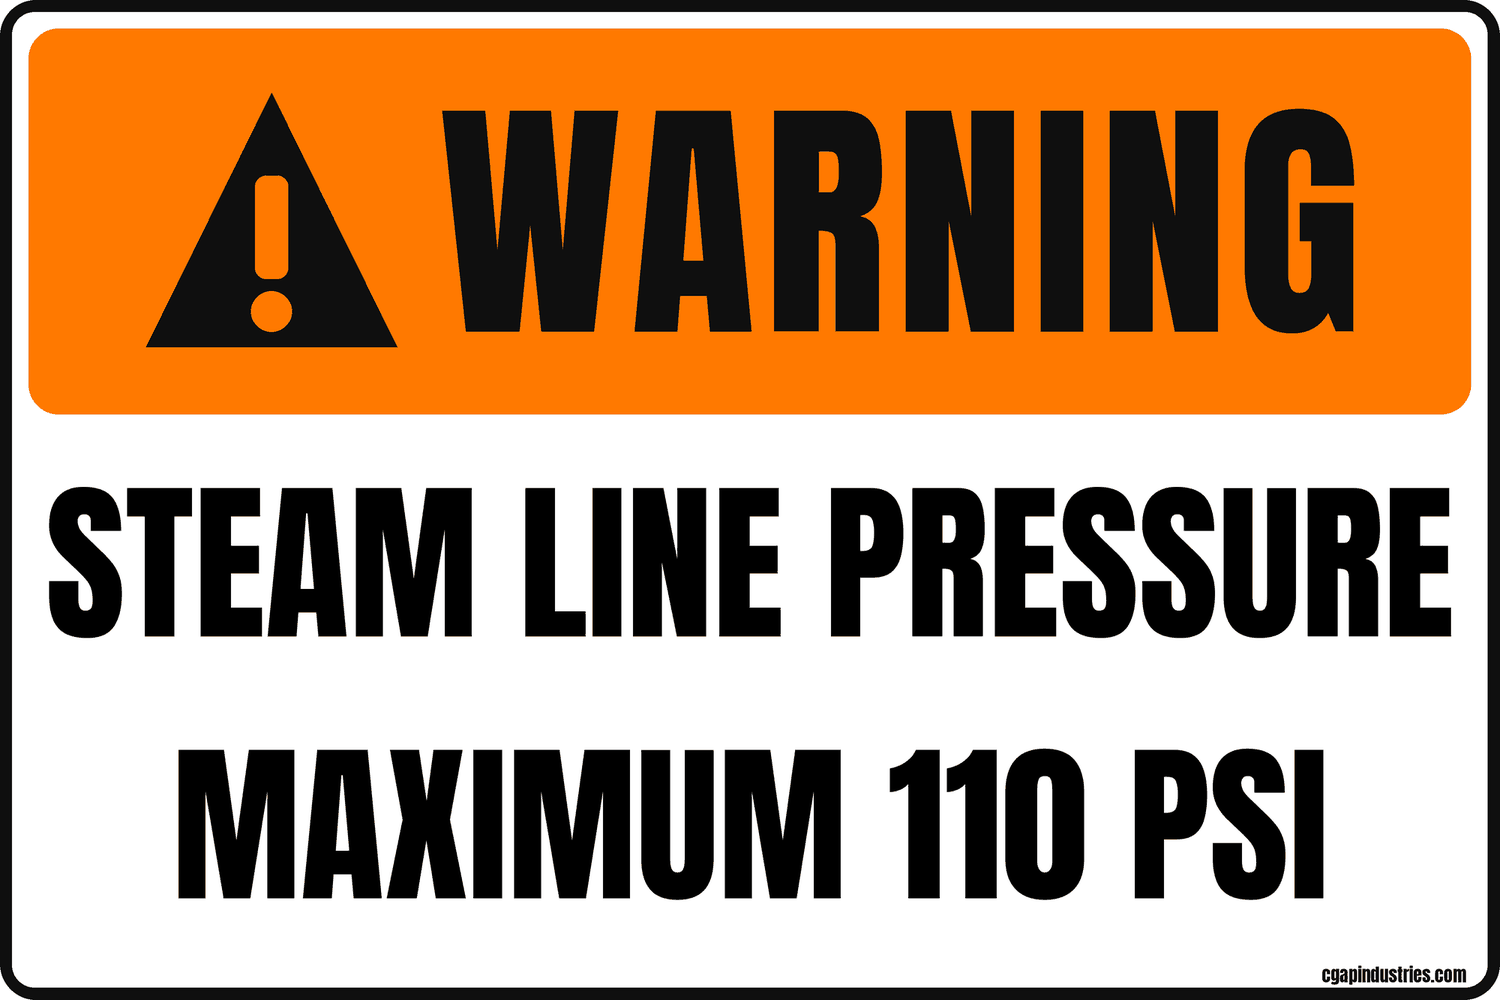 WARNING
STEAM LINE PRESSURE
MAXIMUM 110 PSI
cgapindustries.com